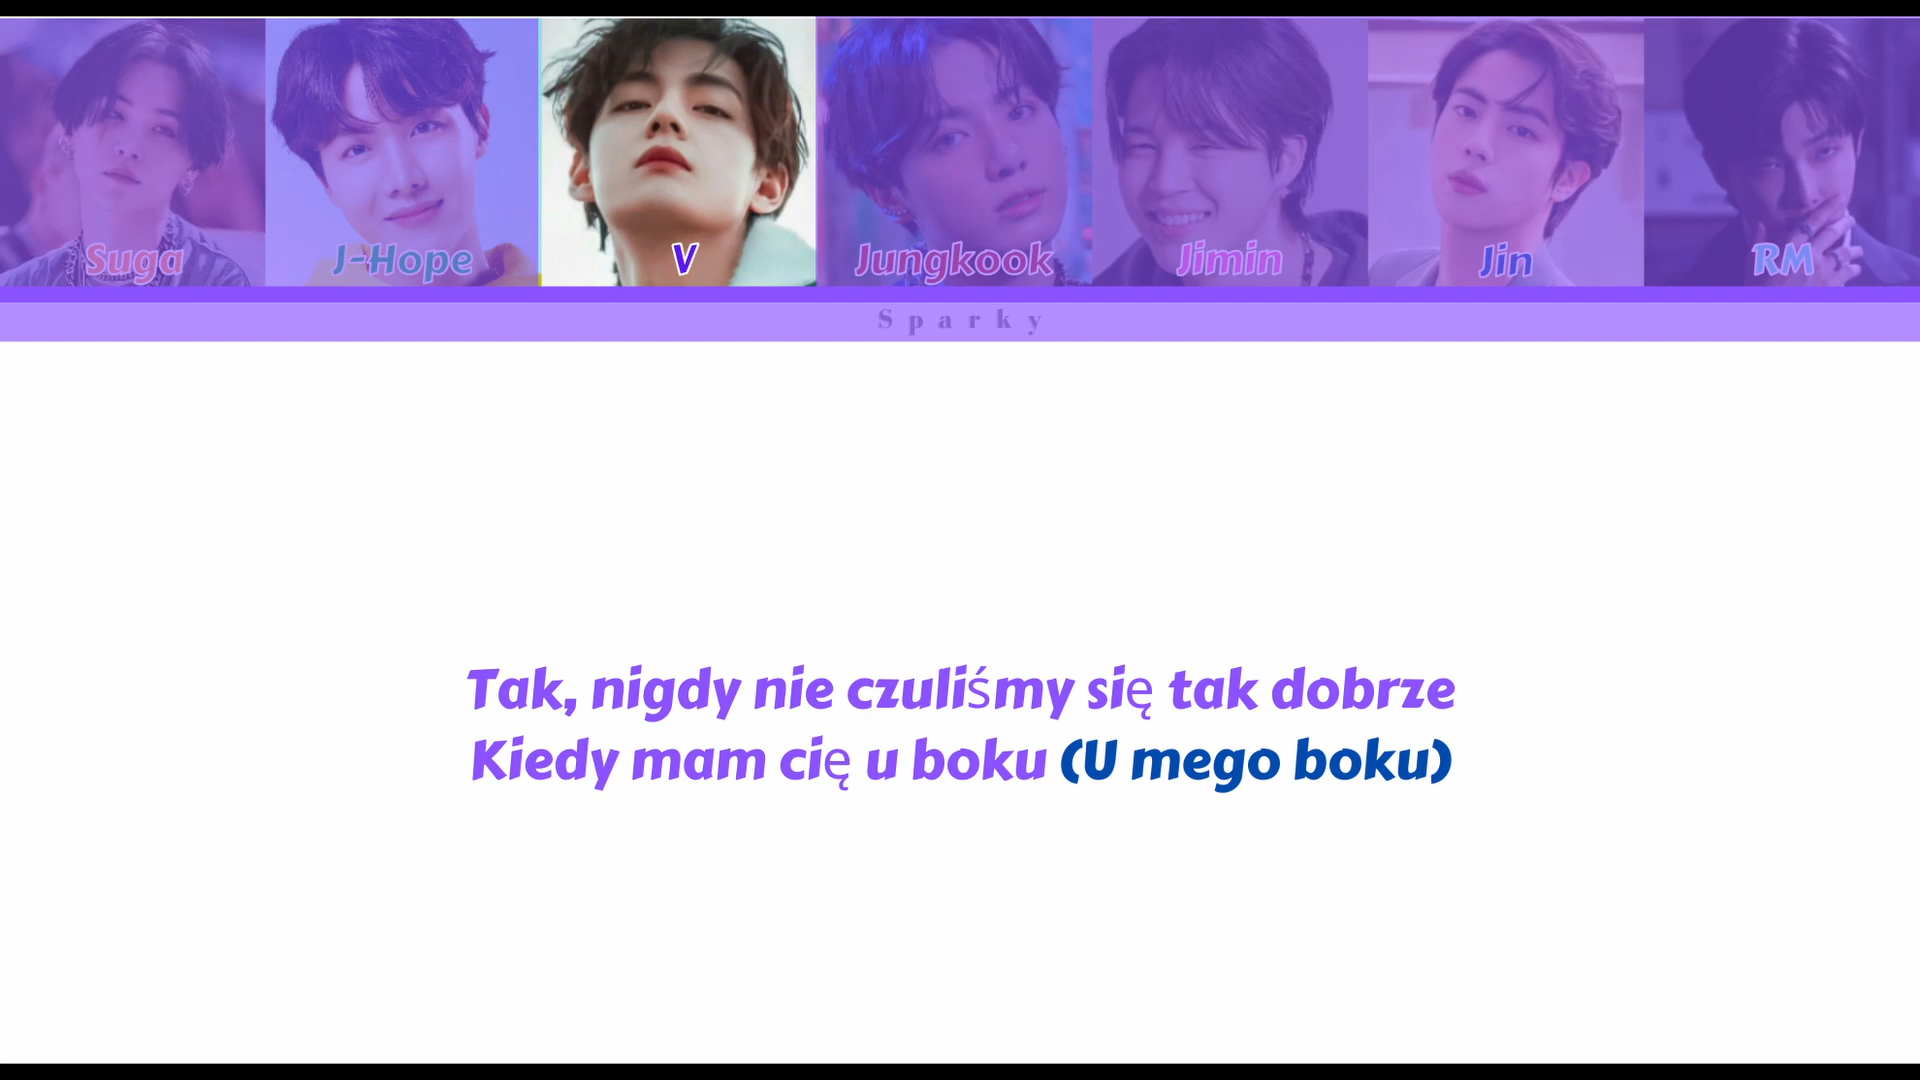 Suga J-Hope V Jungkook Jimin Jin RM
Sparky
Tak, nigdy nie czuliśmy się tak dobrze
Kiedy mam cię u boku (U mego boku)